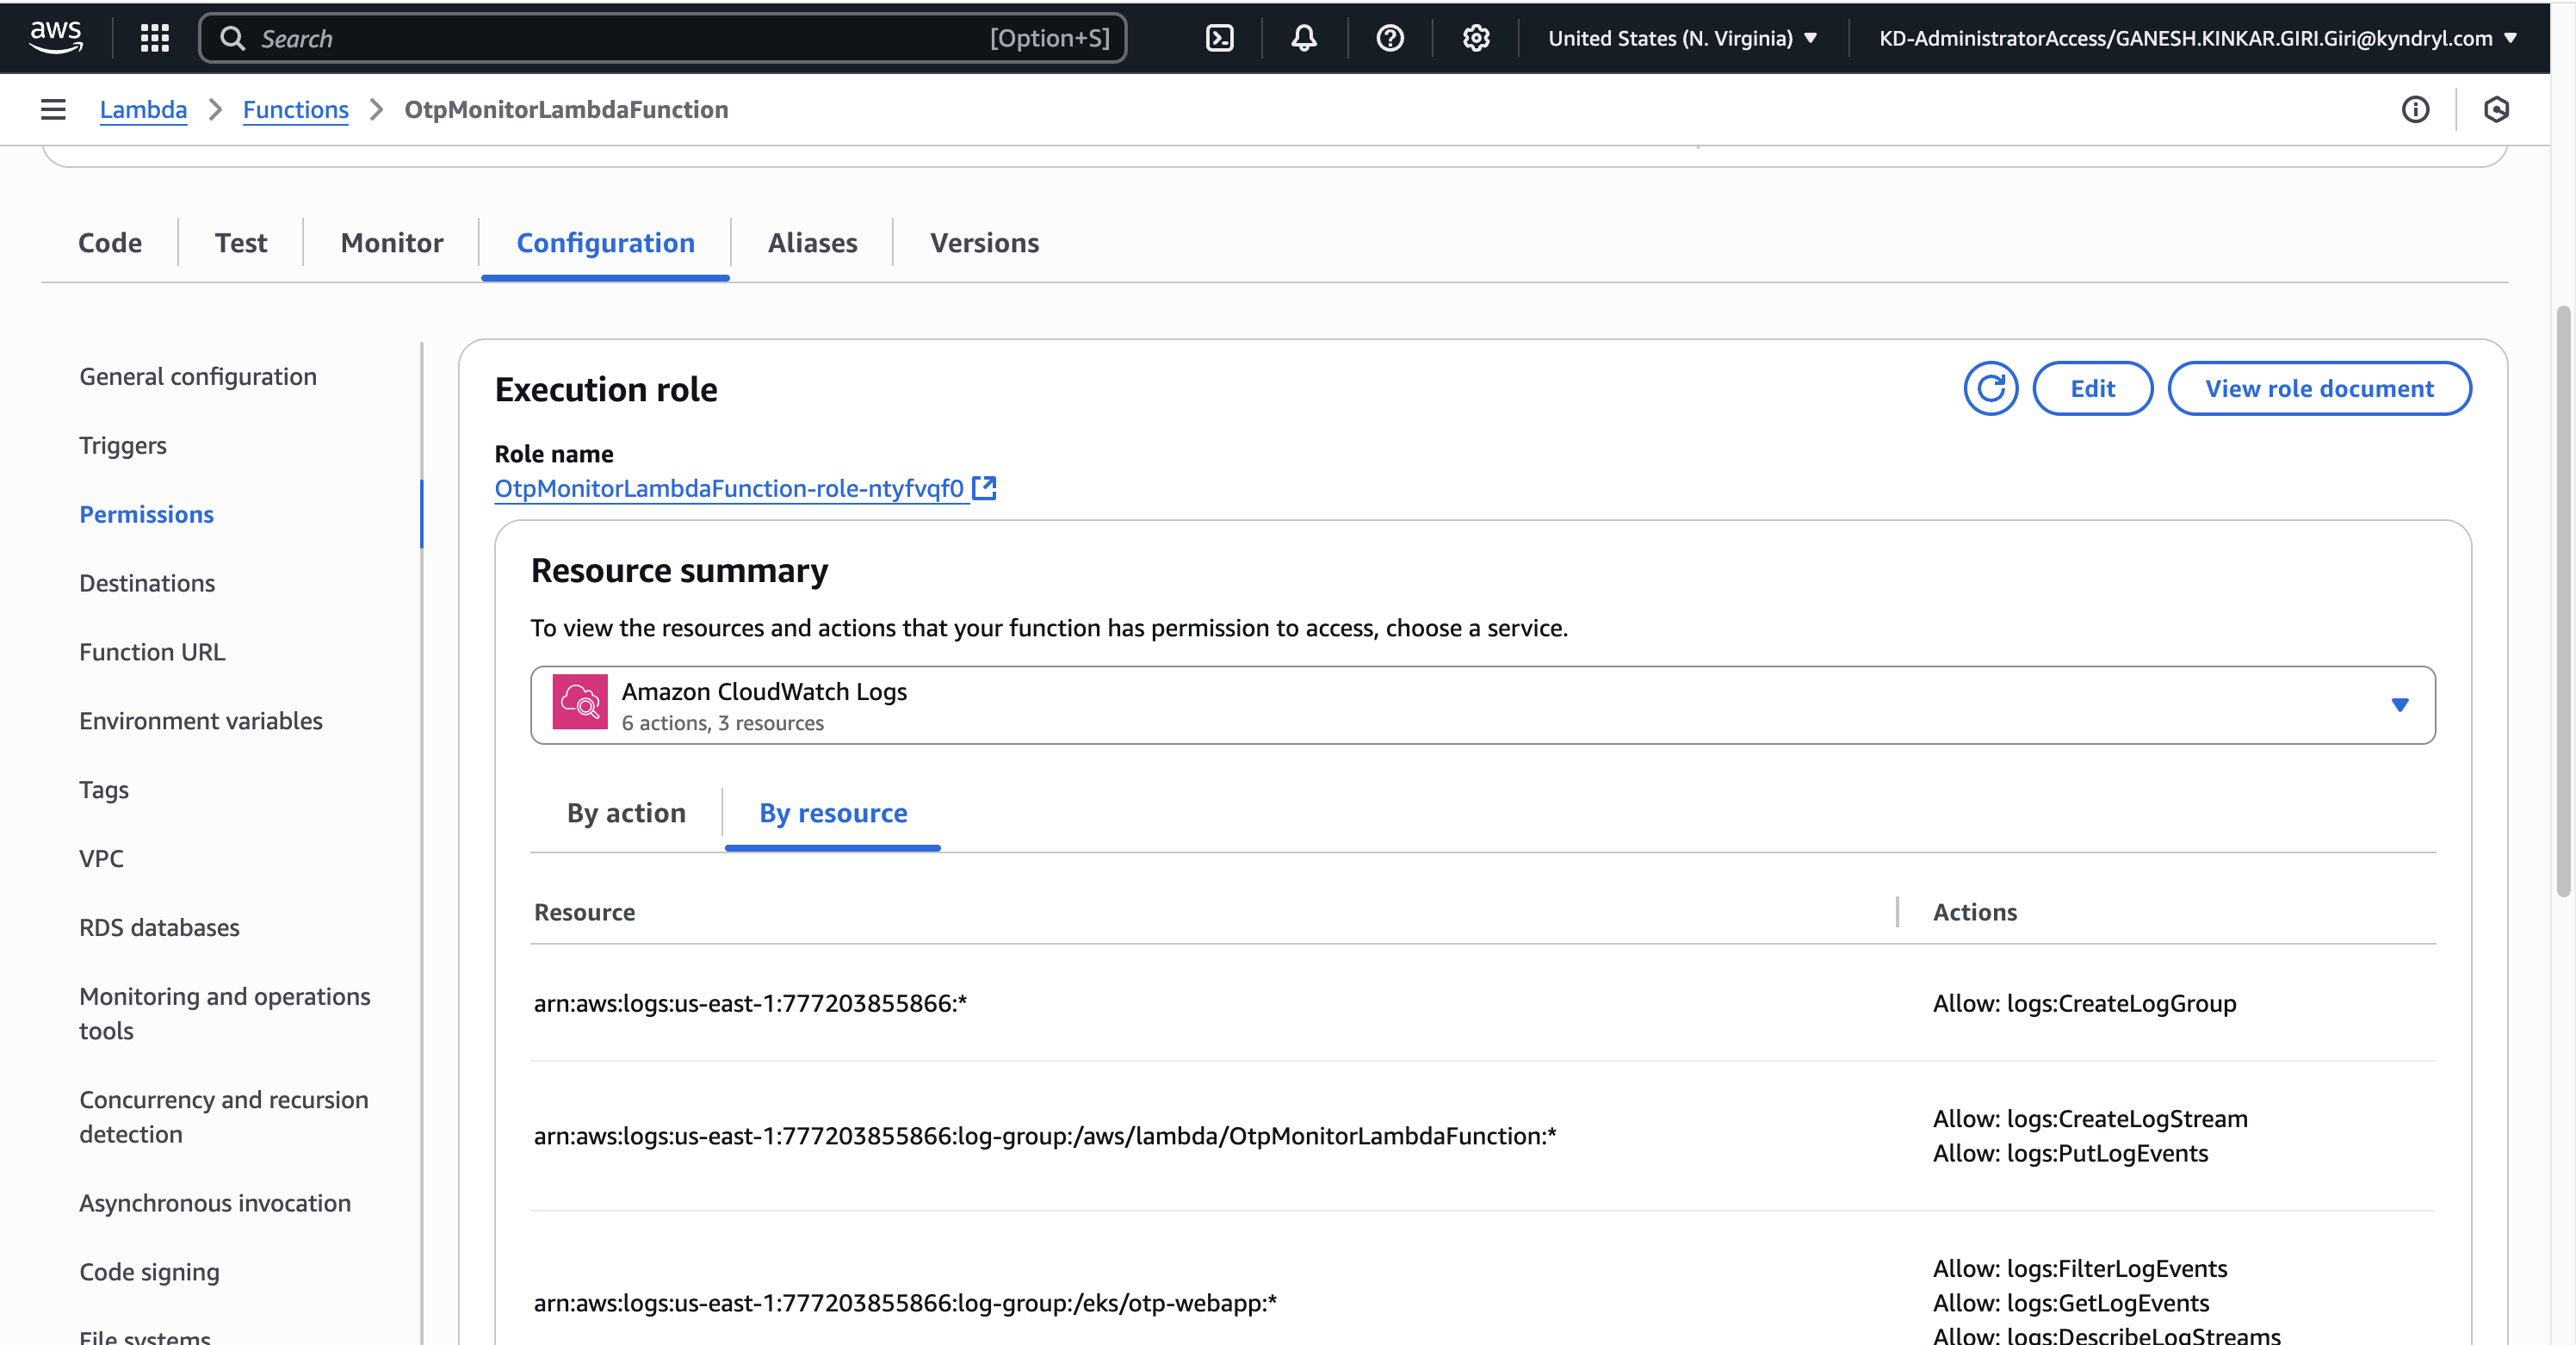 aws
Search
[Option+S]
United States (N. Virginia)
KD-AdministratorAccess/GANESH.KINKAR.GIRI.Giri@kyndryl.com
Lambda
Functions
OtpMonitorLambdaFunction
Code
Test
Monitor
Configuration
Aliases
Versions
General configuration
Triggers
Permissions
Destinations
Function URL
Environment variables
Tags
VPC
RDS databases
Monitoring and operations
tools
Concurrency and recursion
detection
Asynchronous invocation
Code signing
File systems
Execution role
Edit
View role document
Role name
OtpMonitorLambdaFunction-role-ntyfvqf0
Resource summary
To view the resources and actions that your function has permission to access, choose a service.
Amazon CloudWatch Logs
6 actions, 3 resources
By action
By resource
Resource
Actions
arn:aws:logs:us-east-1:777203855866:*
Allow: logs:CreateLogGroup
arn:aws:logs:us-east-1:777203855866:log-group:/aws/lambda/OtpMonitorLambdaFunction:*
Allow: logs:CreateLogStream
Allow: logs:PutLogEvents
arn:aws:logs:us-east-1:777203855866:log-group:/eks/otp-webapp:*
Allow: logs:FilterLogEvents
Allow: logs:GetLogEvents
Allow: logs:DescribeLogStreams